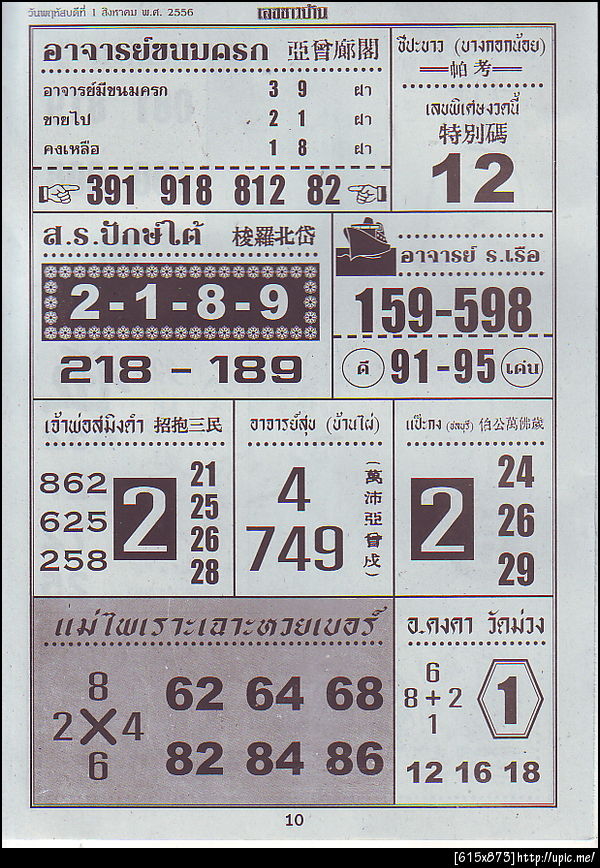 วันพฤหัสบดีที่ 1 สิงหาคม พ.ศ. 2556 เลขชาวบ้าน
อาจารย์ขนมครก 亞曾廊閣
อาจารย์มีขนมครก 3 9 ฝา
ขายไป 2 1 ฝา
คงเหลือ 1 8 ฝา
391 918 812 82
ชีปะขาว (บางกอกน้อย)
帕考
เลขพิเศษงวดนี้
特別碼
12
ส.ร.ปักษ์ใต้ 梭羅北岱
2-1-8-9
218 - 189
อาจารย์ ร.เรือ
159-598
ดี 91-95 เด่น
เจ้าพ่อสมิงดำ 招抱三民
862
625
258
2
21
25
26
28
อาจารย์สุข (บ้านไผ่)
4
749
(萬沛亞曾戍)
แป๊ะกง (ชลบุรี) 伯公萬佛歲
2
24
26
29
แม่ไพเราะเฉาะหวยเบอร์
8
2 X 4
6
62 64 68
82 84 86
อ.คงคา วัดม่วง
6
8 + 2
1
1
12 16 18
10
[615x873]http://upic.me/